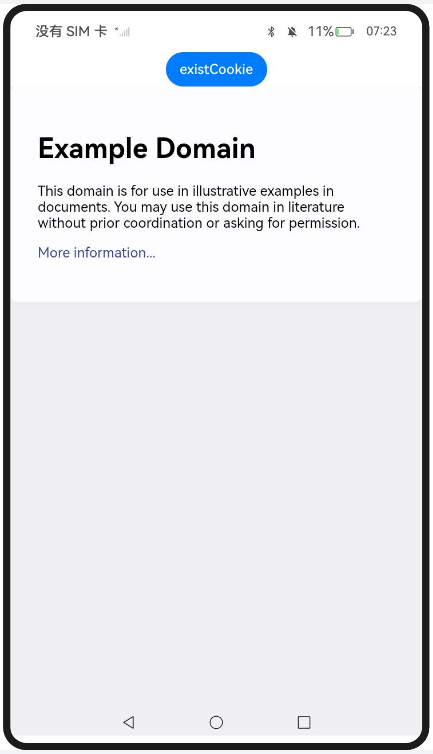 没有 SIM 卡 11% 07:23
existCookie
Example Domain
This domain is for use in illustrative examples in
documents. You may use this domain in literature
without prior coordination or asking for permission.
More information...